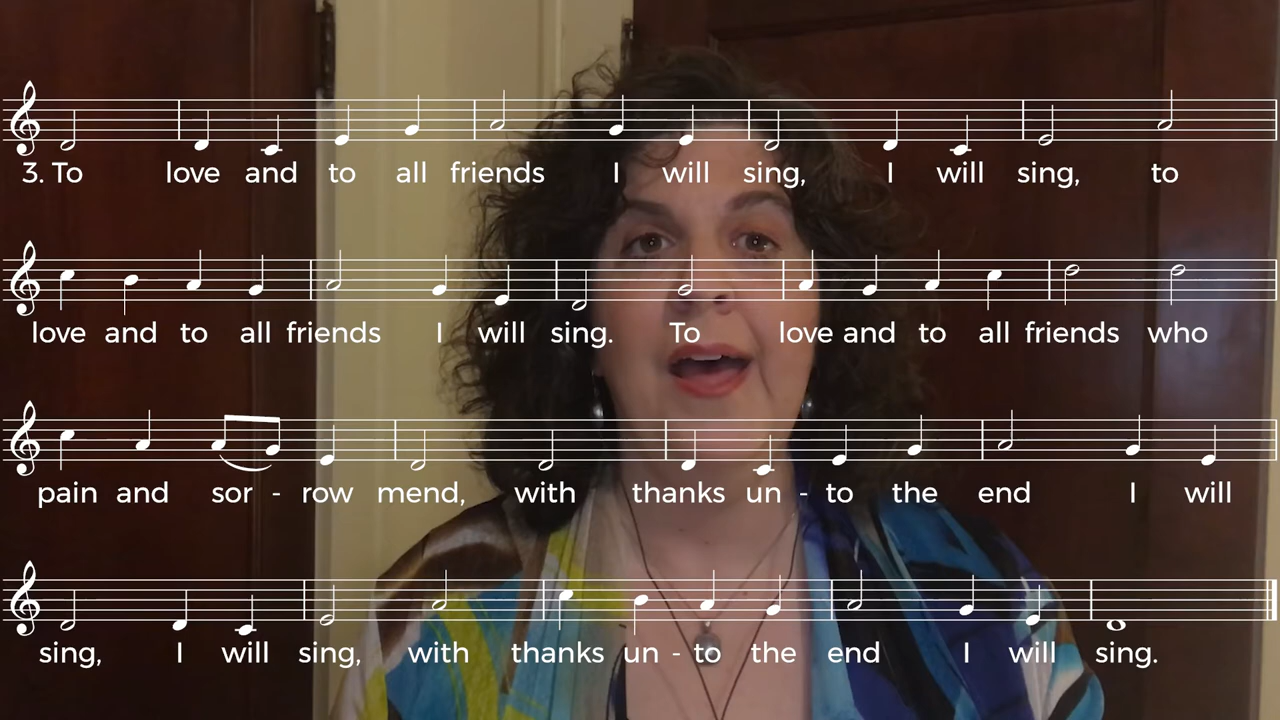 3. To love and to all friends I will sing, I will sing, to
love and to all friends I will sing. To love and to all friends who
pain and sor - row mend, with thanks un - to the end I will
sing, I will sing, with thanks un - to the end I will sing.